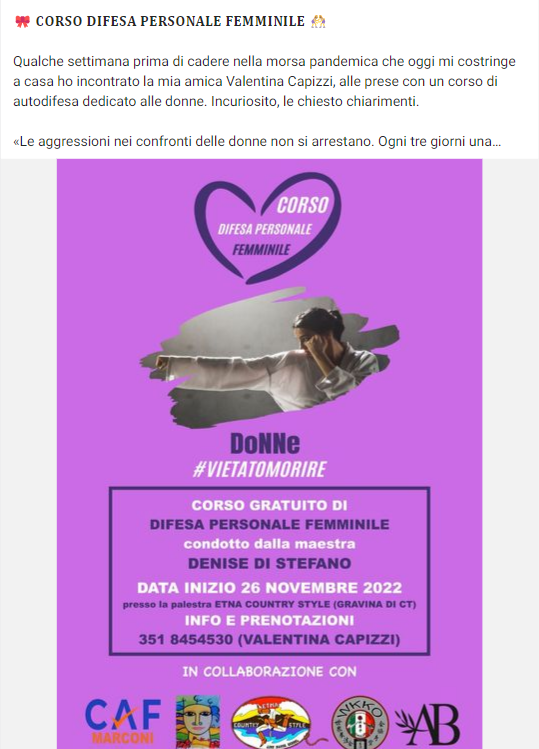 🎀 CORSO DIFESA PERSONALE FEMMINILE 🤼‍♀️
Qualche settimana prima di cadere nella morsa pandemica che oggi mi costringe
a casa ho incontrato la mia amica Valentina Capizzi, alle prese con un corso di
autodifesa dedicato alle donne. Incuriosito, le chiesto chiarimenti.
«Le aggressioni nei confronti delle donne non si arrestano. Ogni tre giorni una...
CORSO
DIFESA PERSONALE
FEMMINILE
DoNNe
#VIETATOMORIRE
CORSO GRATUITO DI
DIFESA PERSONALE FEMMINILE
condotto dalla maestra
DENISE DI STEFANO
DATA INIZIO 26 NOVEMBRE 2022
presso la palestra ETNA COUNTRY STYLE (GRAVINA DI CT)
INFO E PRENOTAZIONI
351 8454530 (VALENTINA CAPIZZI)
IN COLLABORAZIONE CON
CAF
MARCONI
ETNA
COUNTRY STYLE
WKKO
AB